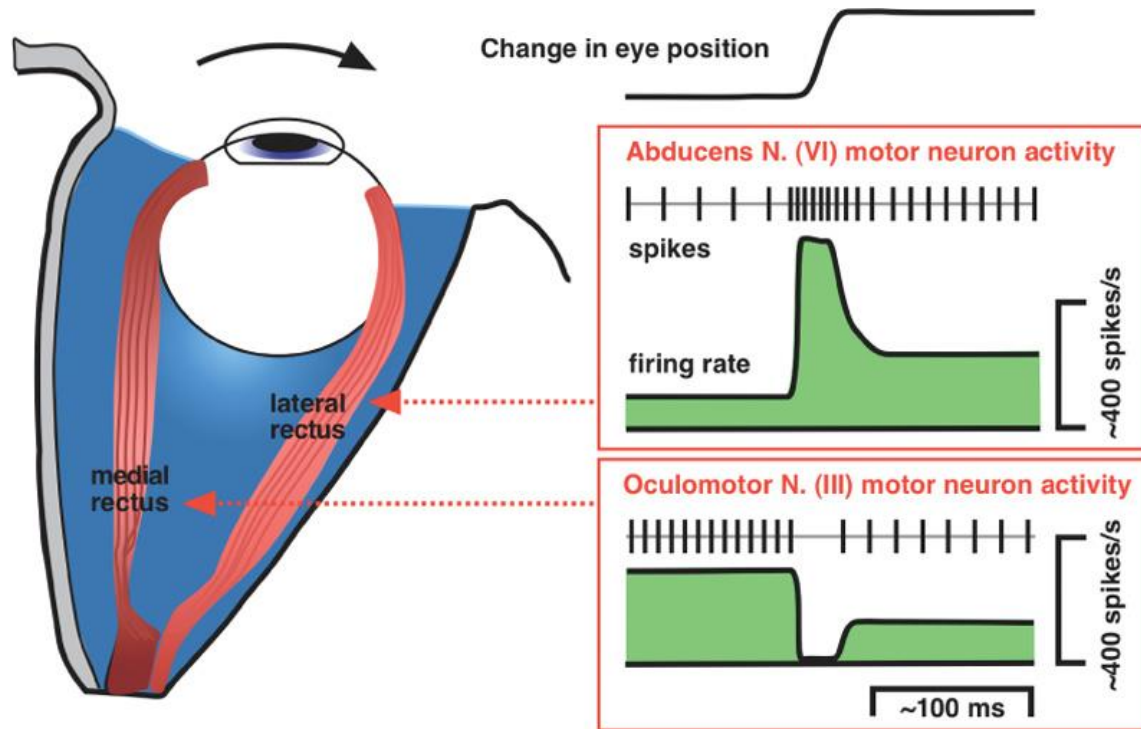 Change in eye position
Abducens N. (VI) motor neuron activity
spikes
firing rate
~400 spikes/s
lateral
rectus
medial
rectus
Oculomotor N. (III) motor neuron activity
~400 spikes/s
~100 ms